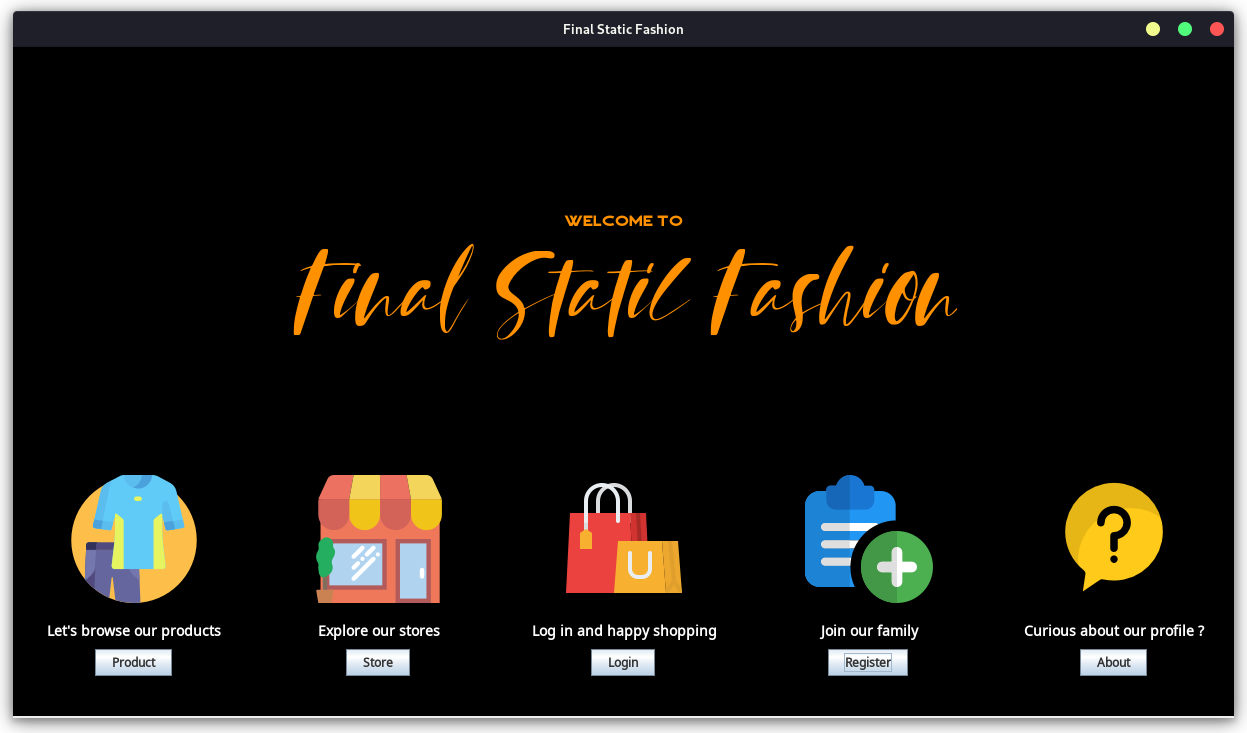 Final Static Fashion
WELCOME TO
Final Static Fashion
Let's browse our products
Explore our stores
Log in and happy shopping
Join our family
Curious about our profile ?
Product
Store
Login
Register
About